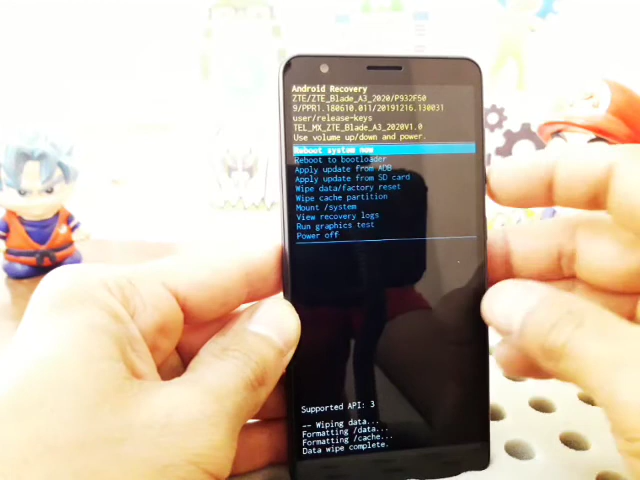 Android Recovery
ZTE/ZTE_Blade_A3_2020/P932F50
9/PPR1.180610.011/20191216.130031
user/release-keys
TEL_MX_ZTE_Blade_A3_2020V1.0
Use volume up/down and power.
Reboot system now
Reboot to bootloader
Apply update from ADB
Apply update from SD card
Wipe data/factory reset
Wipe cache partition
Mount /system
View recovery logs
Run graphics test
Power off
Supported API: 3
-- Wiping data...
Formatting /data...
Formatting /cache...
Data wipe complete.